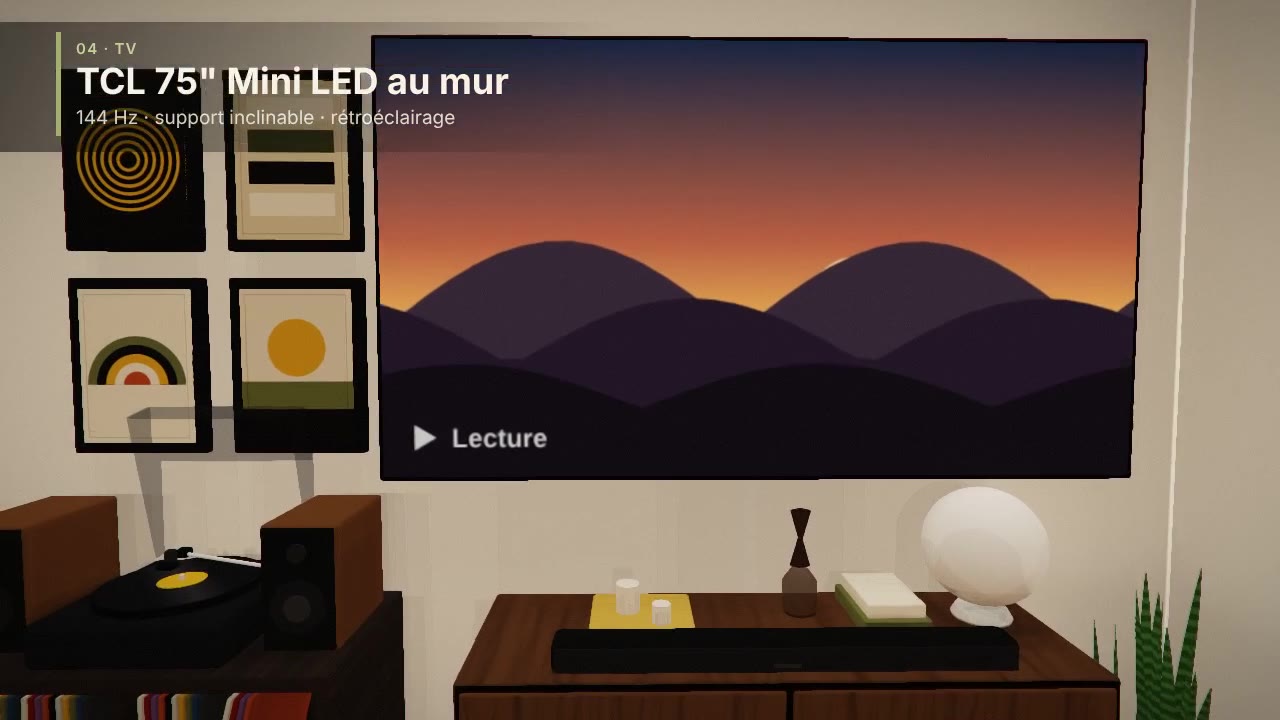 04 · TV
TCL 75" Mini LED au mur
144 Hz · support inclinable · rétroéclairage
Lecture